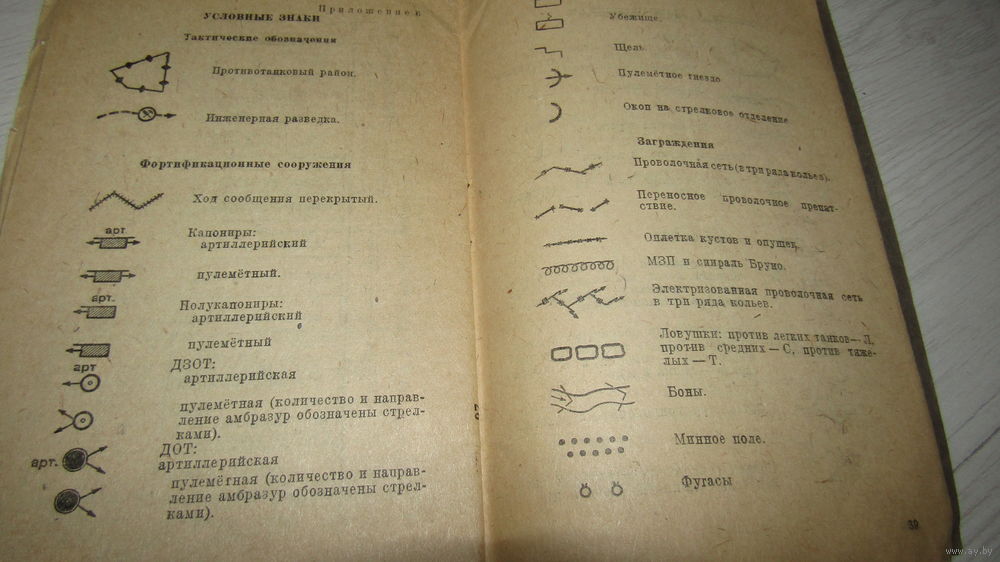 Приложение
УСЛОВНЫЕ ЗНАКИ
Тактические обозначения
Противотанковый район.
Инженерная разведка.
Фортификационные сооружения
Ход сообщения перекрытый.
арт
Капониры:
артиллерийский
пулемётный.
арт.
Полукапониры:
артиллерийский
пулемётный
арт
ДЗОТ:
артиллерийская
пулемётная (количество и направ-
ление амбразур обозначены стрел-
ками).
ДОТ:
арт.
артиллерийская
пулемётная (количество и направ-
ление амбразур обозначены стрел-
ками).
Убежище.
Щель.
Пулемётное гнездо
Окоп на стрелковое отделение
Заграждения
Проволочная сеть (в три ряда кольев).
Переносное проволочное препят-
ствие.
Оплетка кустов и опушек
МЗП и спираль Бруно.
Электризованная проволочная сеть
в три ряда кольев.
Ловушки: против легких танков—Л,
против средних—С, против тяже-
лых—Т.
Боны.
Минное поле.
Фугасы
39
www.ay.by